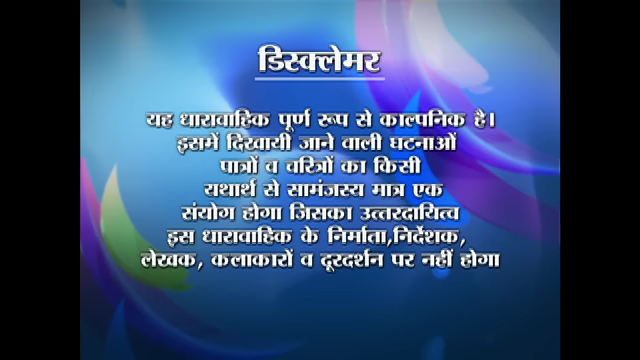 डिस्क्लेमर
यह धारावाहिक पूर्ण रूप से काल्पनिक है।
इसमें दिखायी जाने वाली घटनाओं
पात्रों व चरित्रों का किसी
यथार्थ से सामंजस्य मात्र एक
संयोग होगा जिसका उत्तरदायित्व
इस धारावाहिक के निर्माता,निर्देशक,
लेखक, कलाकारों व दूरदर्शन पर नहीं होगा